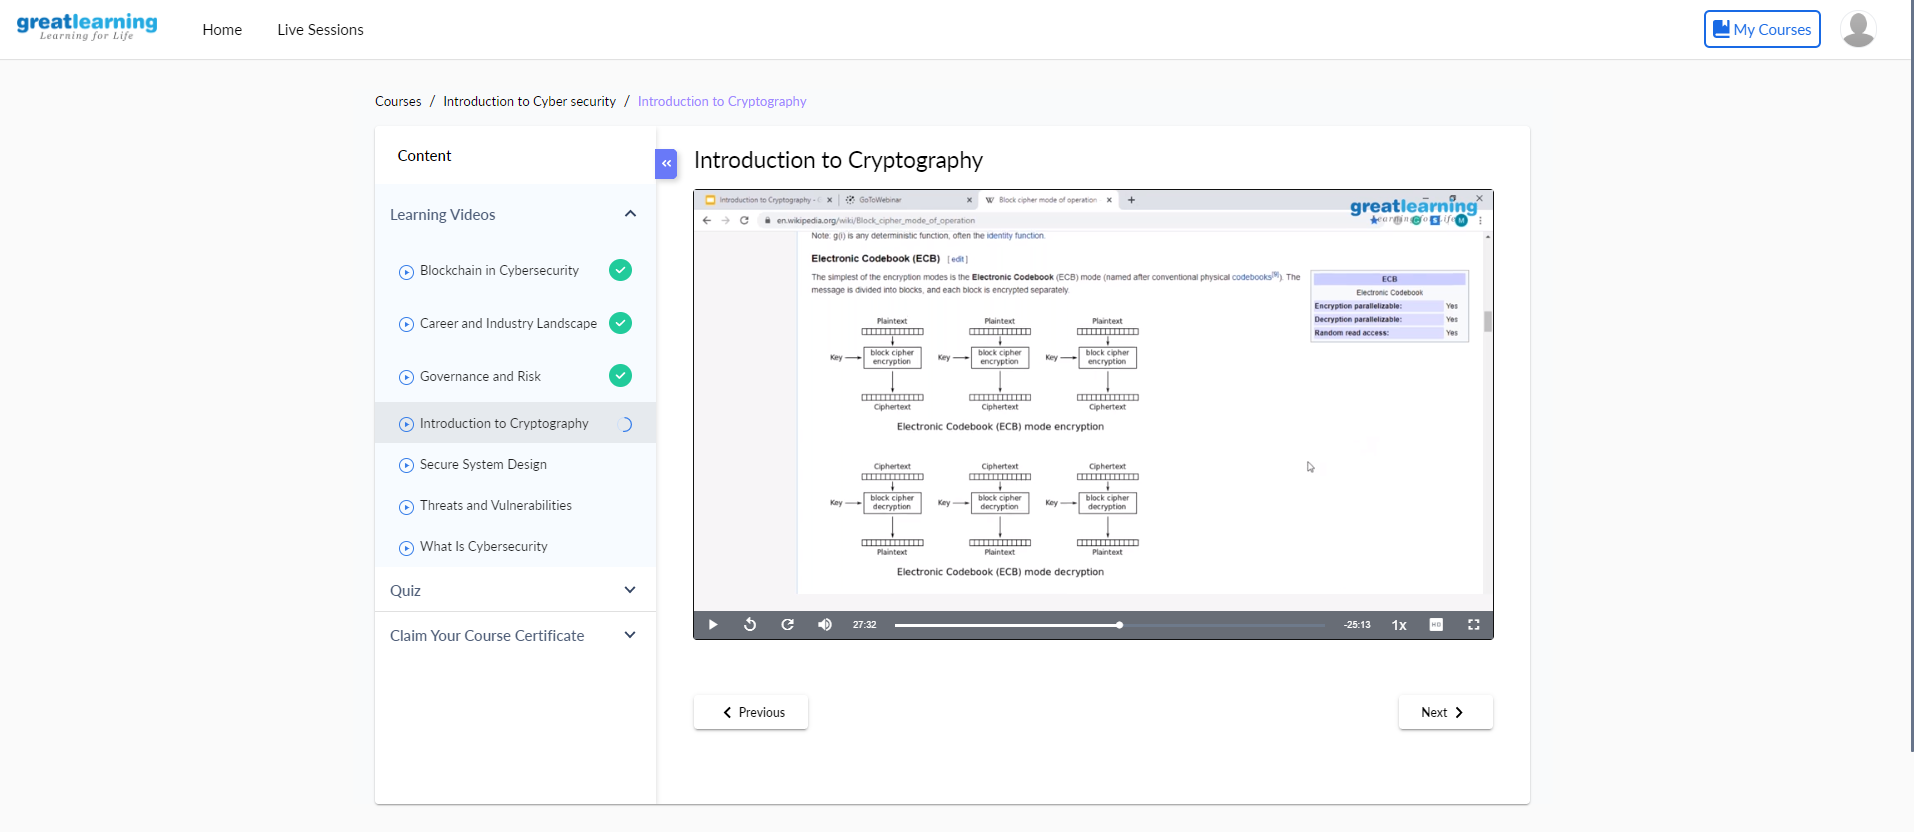 greatlearning
Learning for Life
Home
Live Sessions
My Courses
Courses / Introduction to Cyber security / Introduction to Cryptography
Content
Learning Videos
Blockchain in Cybersecurity
Career and Industry Landscape
Governance and Risk
Introduction to Cryptography
Secure System Design
Threats and Vulnerabilities
What Is Cybersecurity
Quiz
Claim Your Course Certificate
«
Introduction to Cryptography
Introduction to Cryptography -
GoToWebinar
W Block cipher mode of operation
greatlearning
en.wikipedia.org/wiki/Block_cipher_mode_of_operation
Note: g(i) is any deterministic function, often the identity function.
Electronic Codebook (ECB) [ edit ]
The simplest of the encryption modes is the Electronic Codebook (ECB) mode (named after conventional physical codebooks). The
message is divided into blocks, and each block is encrypted separately.
ECB
Electronic Codebook
Encryption parallelizable: Yes
Decryption parallelizable: Yes
Random read access: Yes
Plaintext Plaintext Plaintext
Key block cipher encryption Key block cipher encryption Key block cipher encryption
Ciphertext Ciphertext Ciphertext
Electronic Codebook (ECB) mode encryption
Ciphertext Ciphertext Ciphertext
Key block cipher decryption Key block cipher decryption Key block cipher decryption
Plaintext Plaintext Plaintext
Electronic Codebook (ECB) mode decryption
27:32
-25:13
1x
HD
Previous
Next